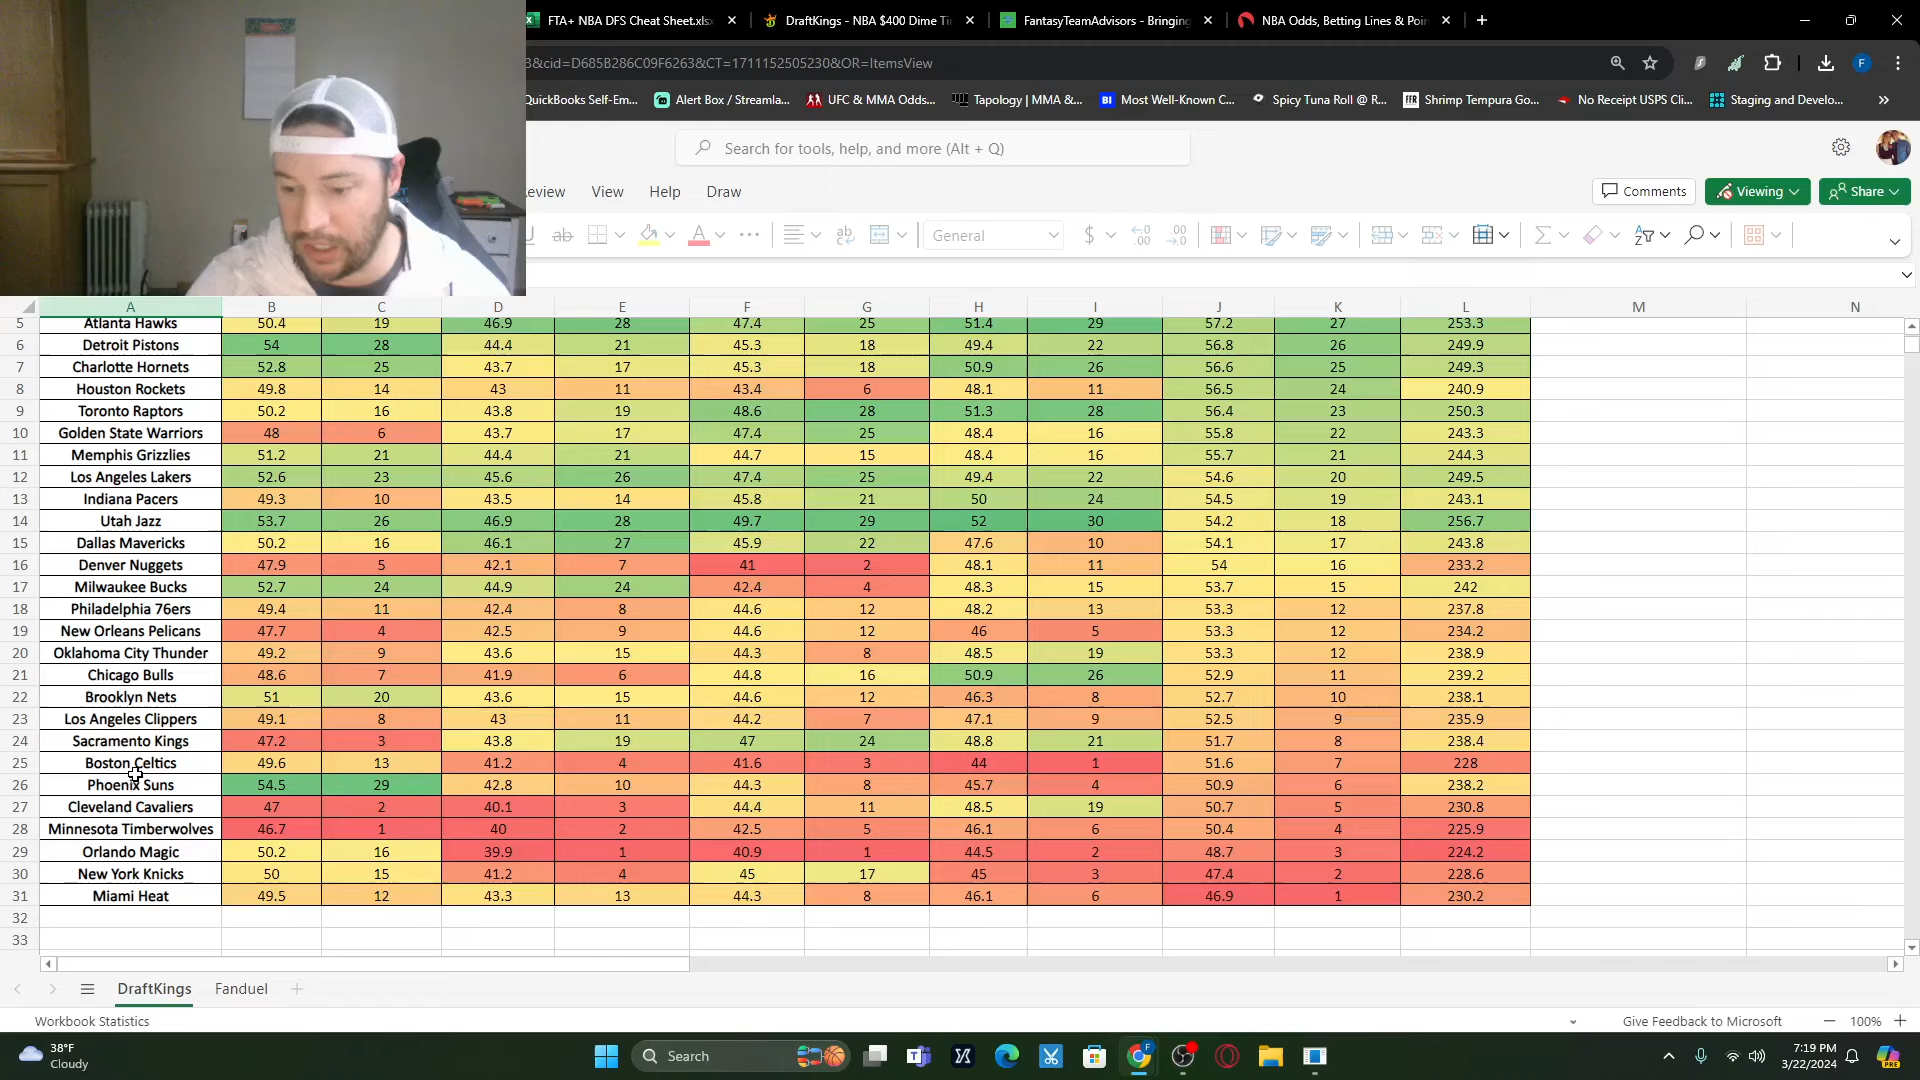 FTA+ NBA DFS Cheat Sheet.xls
DraftKings - NBA $400 Dime Ti
FantasyTeamAdvisors - Bringing
NBA Odds, Betting Lines & Poin
3&cid=D685B286C09F6263&CT=1711152505230&OR=ItemsView
QuickBooks Self-Em... Alert Box / Streamla... UFC & MMA Odds... Tapology | MMA &... Most Well-Known C... Spicy Tuna Roll @ R... Shrimp Tempura Go... No Receipt USPS Cli... Staging and Develo...
Search for tools, help, and more (Alt + Q)
eview View Help Draw Comments Viewing Share
General
A B C D E F G H I J K L M N
5 Atlanta Hawks 50.4 19 46.9 28 47.4 25 51.4 29 57.2 27 253.3
6 Detroit Pistons 54 28 44.4 21 45.3 18 49.4 22 56.8 26 249.9
7 Charlotte Hornets 52.8 25 43.7 17 45.3 18 50.9 26 56.6 25 249.3
8 Houston Rockets 49.8 14 43 11 43.4 6 48.1 11 56.5 24 240.9
9 Toronto Raptors 50.2 16 43.8 19 48.6 28 51.3 28 56.4 23 250.3
10 Golden State Warriors 48 6 43.7 17 47.4 25 48.4 16 55.8 22 243.3
11 Memphis Grizzlies 51.2 21 44.4 21 44.7 15 48.4 16 55.7 21 244.3
12 Los Angeles Lakers 52.6 23 45.6 26 47.4 25 49.4 22 54.6 20 249.5
13 Indiana Pacers 49.3 10 43.5 14 45.8 21 50 24 54.5 19 243.1
14 Utah Jazz 53.7 26 46.9 28 49.7 29 52 30 54.2 18 256.7
15 Dallas Mavericks 50.2 16 46.1 27 45.9 22 47.6 10 54.1 17 243.8
16 Denver Nuggets 47.9 5 42.1 7 41 2 48.1 11 54 16 233.2
17 Milwaukee Bucks 52.7 24 44.9 24 42.4 4 48.3 15 53.7 15 242
18 Philadelphia 76ers 49.4 11 42.4 8 44.6 12 48.2 13 53.3 12 237.8
19 New Orleans Pelicans 47.7 4 42.5 9 44.6 12 46 5 53.3 12 234.2
20 Oklahoma City Thunder 49.2 9 43.6 15 44.3 8 48.5 19 53.3 12 238.9
21 Chicago Bulls 48.6 7 41.9 6 44.8 16 50.9 26 52.9 11 239.2
22 Brooklyn Nets 51 20 43.6 15 44.6 12 46.3 8 52.7 10 238.1
23 Los Angeles Clippers 49.1 8 43 11 44.2 7 47.1 9 52.5 9 235.9
24 Sacramento Kings 47.2 3 43.8 19 47 24 48.8 21 51.7 8 238.4
25 Boston Celtics 49.6 13 41.2 4 41.6 3 44 1 51.6 7 228
26 Phoenix Suns 54.5 29 42.8 10 44.3 8 45.7 4 50.9 6 238.2
27 Cleveland Cavaliers 47 2 40.1 3 44.4 11 48.5 19 50.7 5 230.8
28 Minnesota Timberwolves 46.7 1 40 2 42.5 5 46.1 6 50.4 4 225.9
29 Orlando Magic 50.2 16 39.9 1 40.9 1 44.5 2 48.7 3 224.2
30 New York Knicks 50 15 41.2 4 45 17 45 3 47.4 2 228.6
31 Miami Heat 49.5 12 43.3 13 44.3 8 46.1 6 46.9 1 230.2
32
33
DraftKings Fanduel
Workbook Statistics Give Feedback to Microsoft 100%
38°F
Cloudy
Search
7:19 PM
3/22/2024